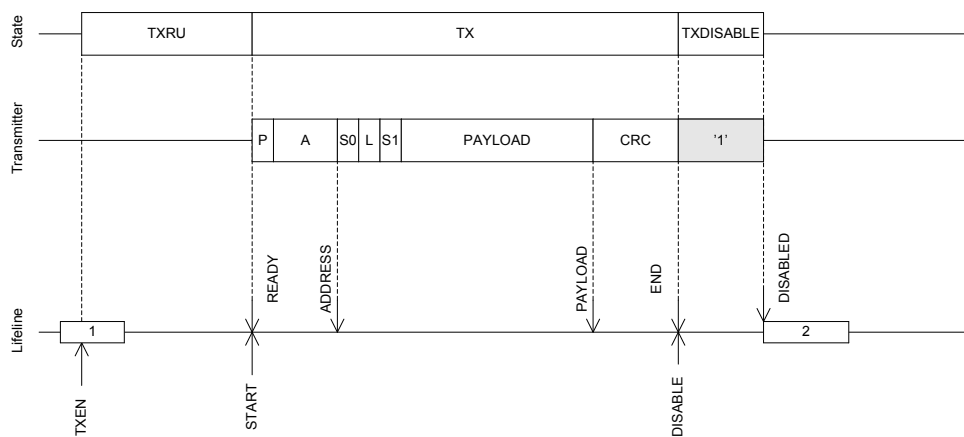 State
TXRU TX TXDISABLE
Transmitter
P A S0 L S1 PAYLOAD CRC '1'
READY
ADDRESS
PAYLOAD
END
DISABLED
Lifeline
1 2
TXEN
START
DISABLE